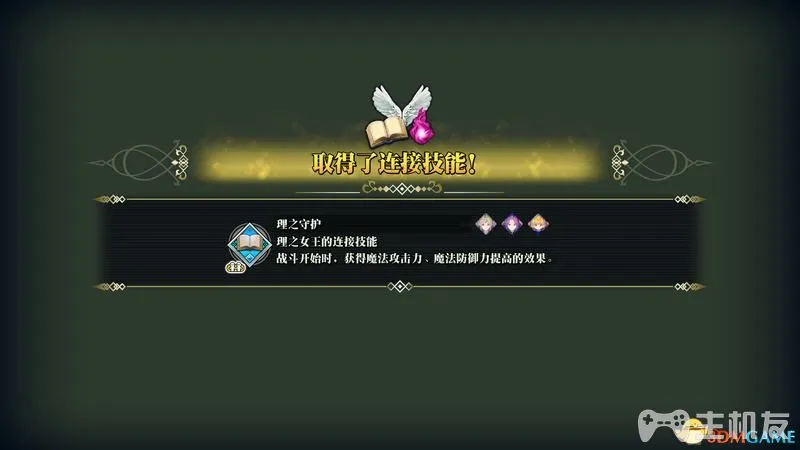 取得了连接技能!
理之守护
理之女王的连接技能
战斗开始时，获得魔法攻击力、魔法防御力提高的效果。
主机友
3DMGAME